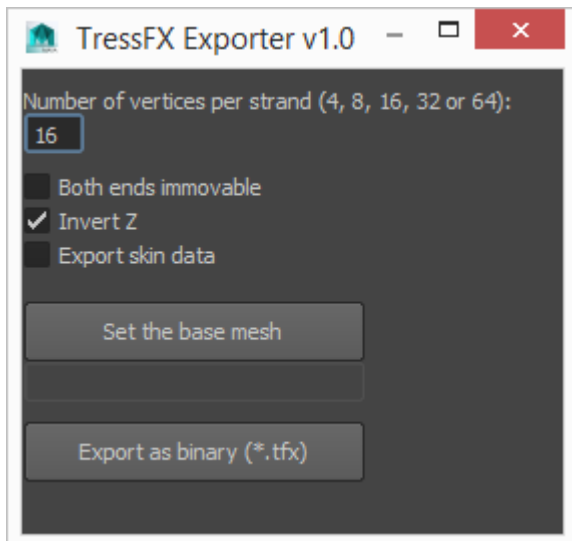 TressFX Exporter v1.0
Number of vertices per strand (4, 8, 16, 32 or 64):
16
Both ends immovable
Invert Z
Export skin data
Set the base mesh
Export as binary (*.tfx)